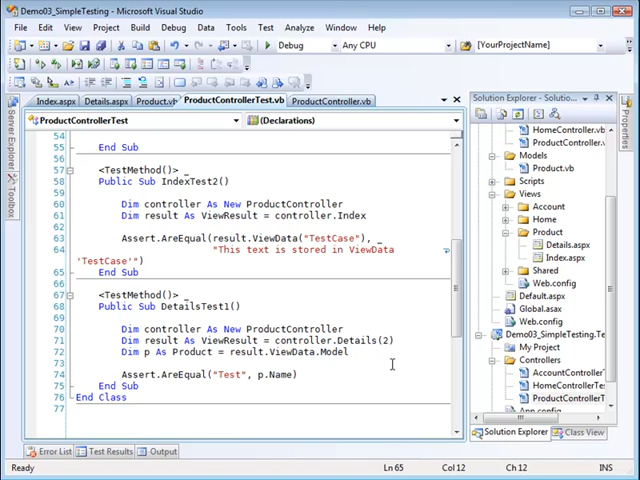 Demo03_SimpleTesting - Microsoft Visual Studio
File Edit View Project Build Debug Data Tools Test Analyze Window Help
Debug Any CPU [YourProjectName]
Index.aspx Details.aspx Product.vb ProductControllerTest.vb ProductController.vb
ProductControllerTest (Declarations)
54
55 End Sub
56
57 <TestMethod()> _
58 Public Sub IndexTest2()
59
60 Dim controller As New ProductController
61 Dim result As ViewResult = controller.Index
62
63 Assert.AreEqual(result.ViewData("TestCase"), _
64 "This text is stored in ViewData
'TestCase'")
65 End Sub
66
67 <TestMethod()> _
68 Public Sub DetailsTest1()
69
70 Dim controller As New ProductController
71 Dim result As ViewResult = controller.Details(2)
72 Dim p As Product = result.ViewData.Model
73
74 Assert.AreEqual("Test", p.Name)
75 End Sub
76 End Class
77
Server Explorer
Toolbox
Solution Explorer - Solutio...
HomeController.vb
ProductController.
Models
Product.vb
Scripts
Views
Account
Home
Product
Details.aspx
Index.aspx
Shared
Web.config
Default.aspx
Global.asax
Web.config
Demo03_SimpleTesting.Te
My Project
Controllers
AccountControllerTe
HomeControllerTes
ProductControllerT
App.config
Solution Explorer Class View
Properties
Error List Test Results Output
Ready Ln 65 Col 12 Ch 12 INS